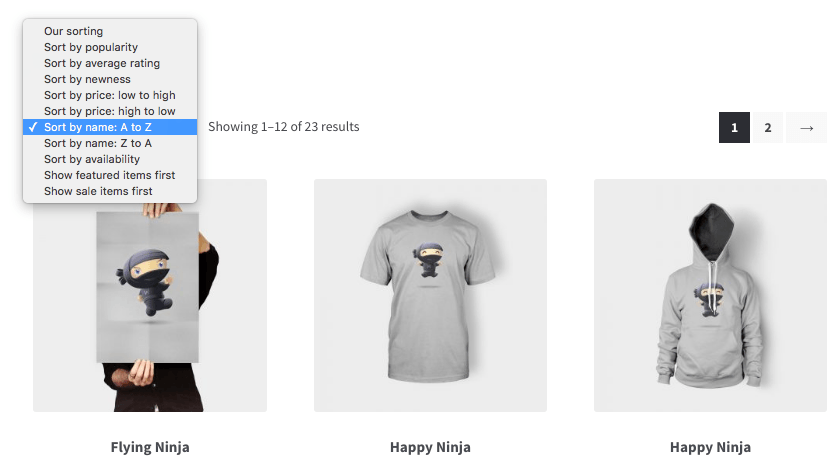 Our sorting
Sort by popularity
Sort by average rating
Sort by newness
Sort by price: low to high
Sort by price: high to low
✓ Sort by name: A to Z
Sort by name: Z to A
Sort by availability
Show featured items first
Show sale items first
Showing 1–12 of 23 results
1 2 →
Flying Ninja
Happy Ninja
Happy Ninja